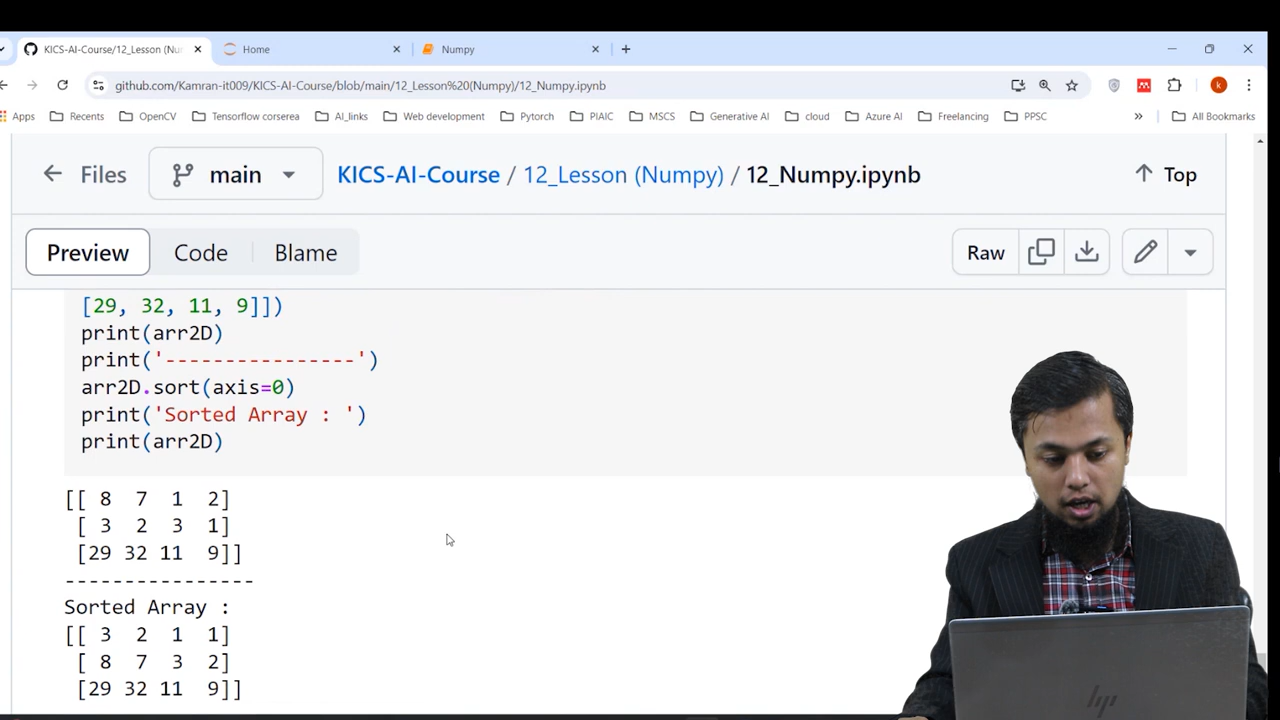 KICS-AI-Course/12_Lesson (Nu
Home
Numpy
github.com/Kamran-it009/KICS-AI-Course/blob/main/12_Lesson%20(Numpy)/12_Numpy.ipynb
k
Apps
Recents
OpenCV
Tensorflow corserea
AI_links
Web development
Pytorch
PIAIC
MSCS
Generative AI
cloud
Azure AI
Freelancing
PPSC
»
All Bookmarks
Files
main
KICS-AI-Course / 12_Lesson (Numpy) / 12_Numpy.ipynb
Top
Preview
Code
Blame
Raw
[29, 32, 11, 9]])
print(arr2D)
print('----------------')
arr2D.sort(axis=0)
print('Sorted Array : ')
print(arr2D)
[[ 8 7 1 2]
[ 3 2 3 1]
[29 32 11 9]]
----------------
Sorted Array :
[[ 3 2 1 1]
[ 8 7 3 2]
[29 32 11 9]]
hp